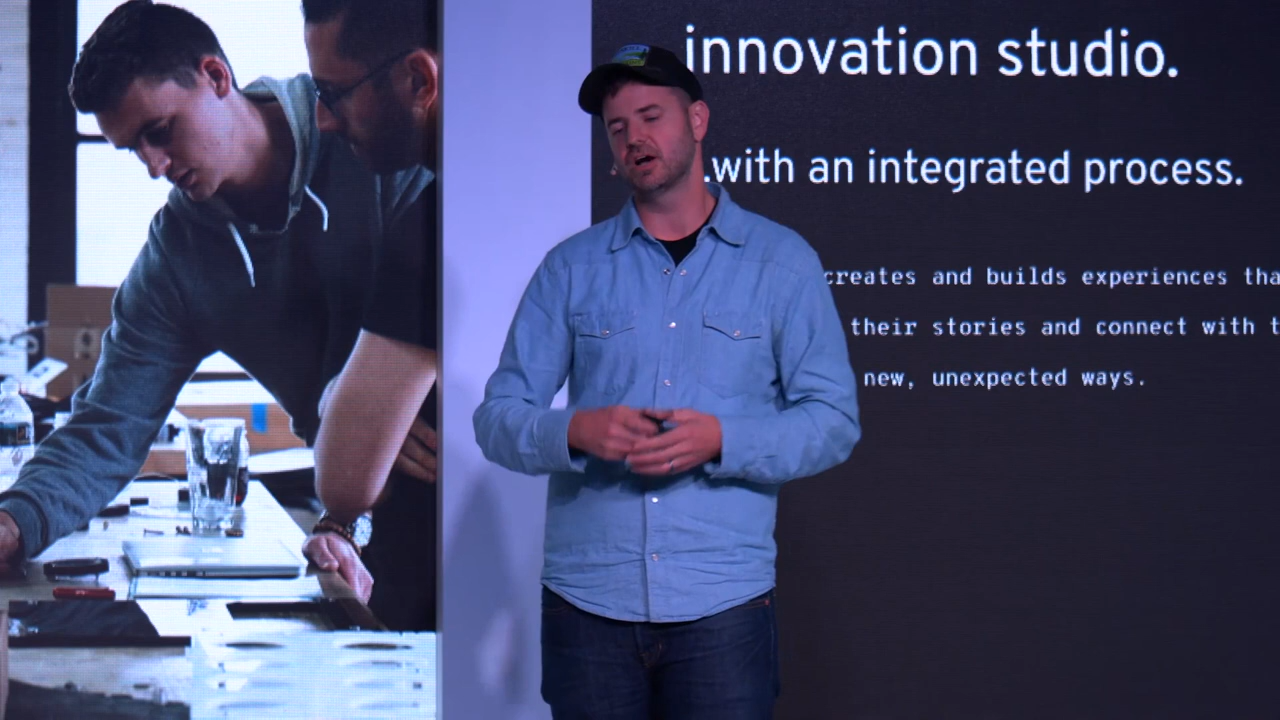 innovation studio.
.with an integrated process.
creates and builds experiences tha
their stories and connect with t
new, unexpected ways.